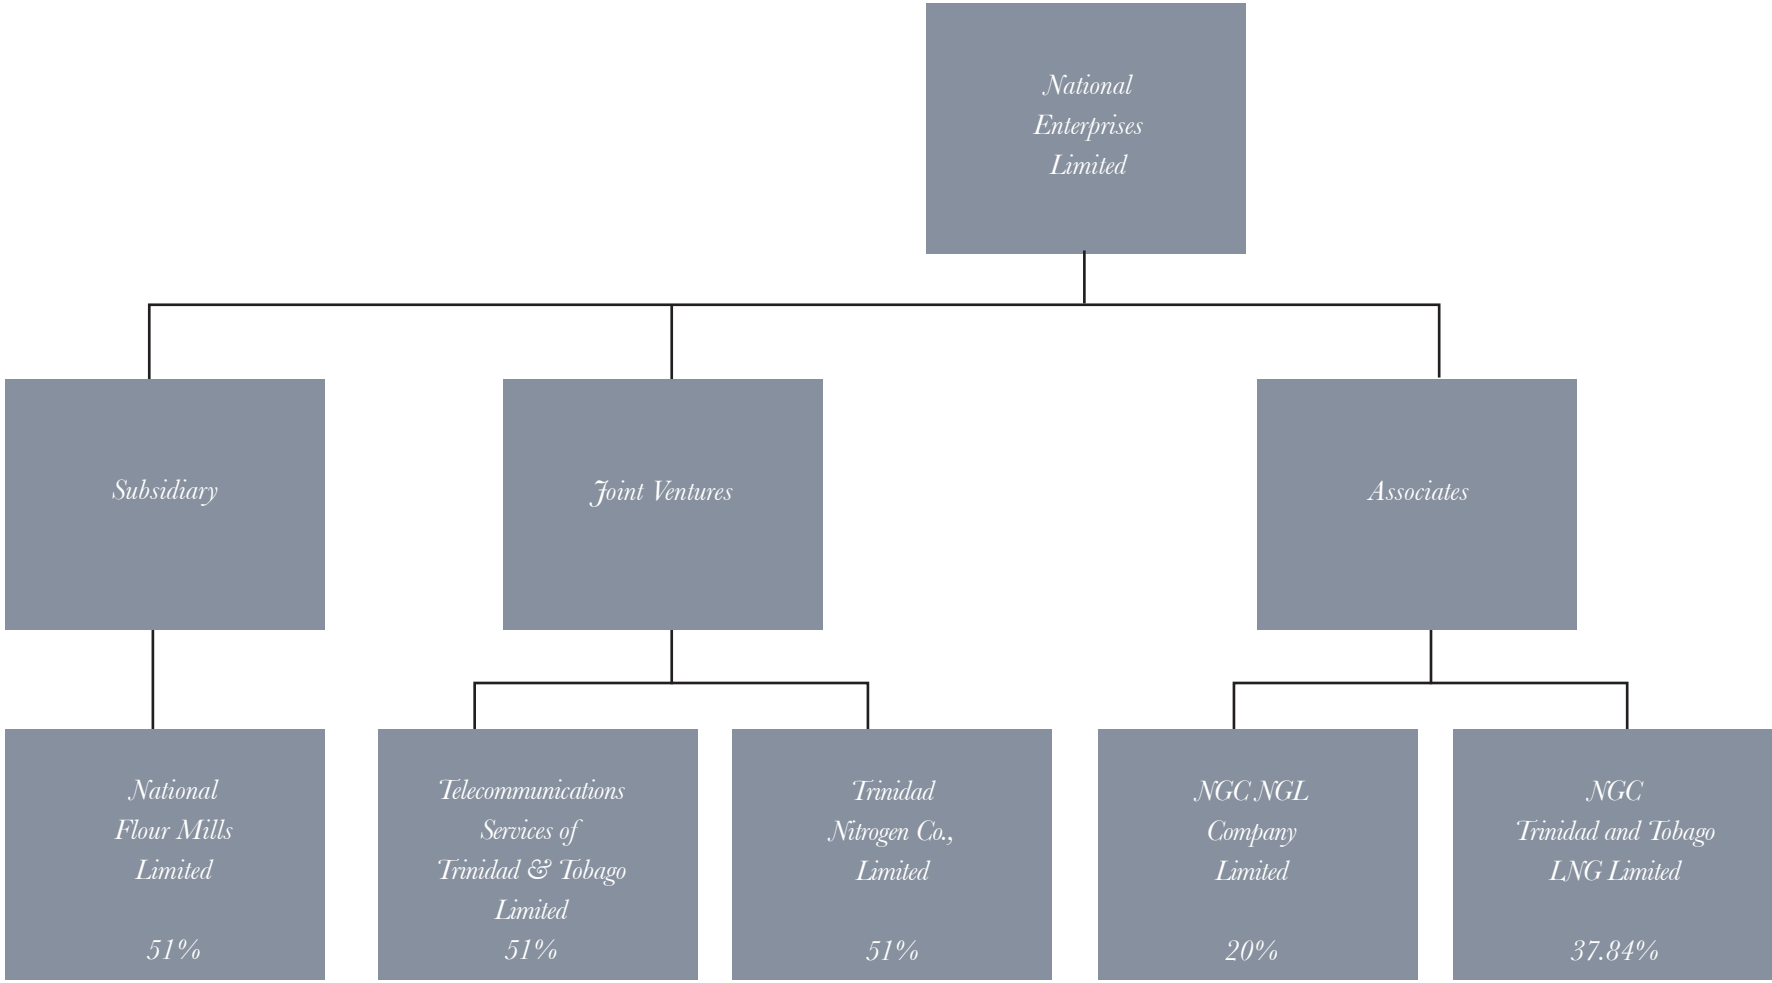 National
Enterprises
Limited
Subsidiary
Joint Ventures
Associates
National
Flour Mills
Limited
51%
Telecommunications
Services of
Trinidad & Tobago
Limited
51%
Trinidad
Nitrogen Co.,
Limited
51%
NGC NGL
Company
Limited
20%
NGC
Trinidad and Tobago
LNG Limited
37.84%